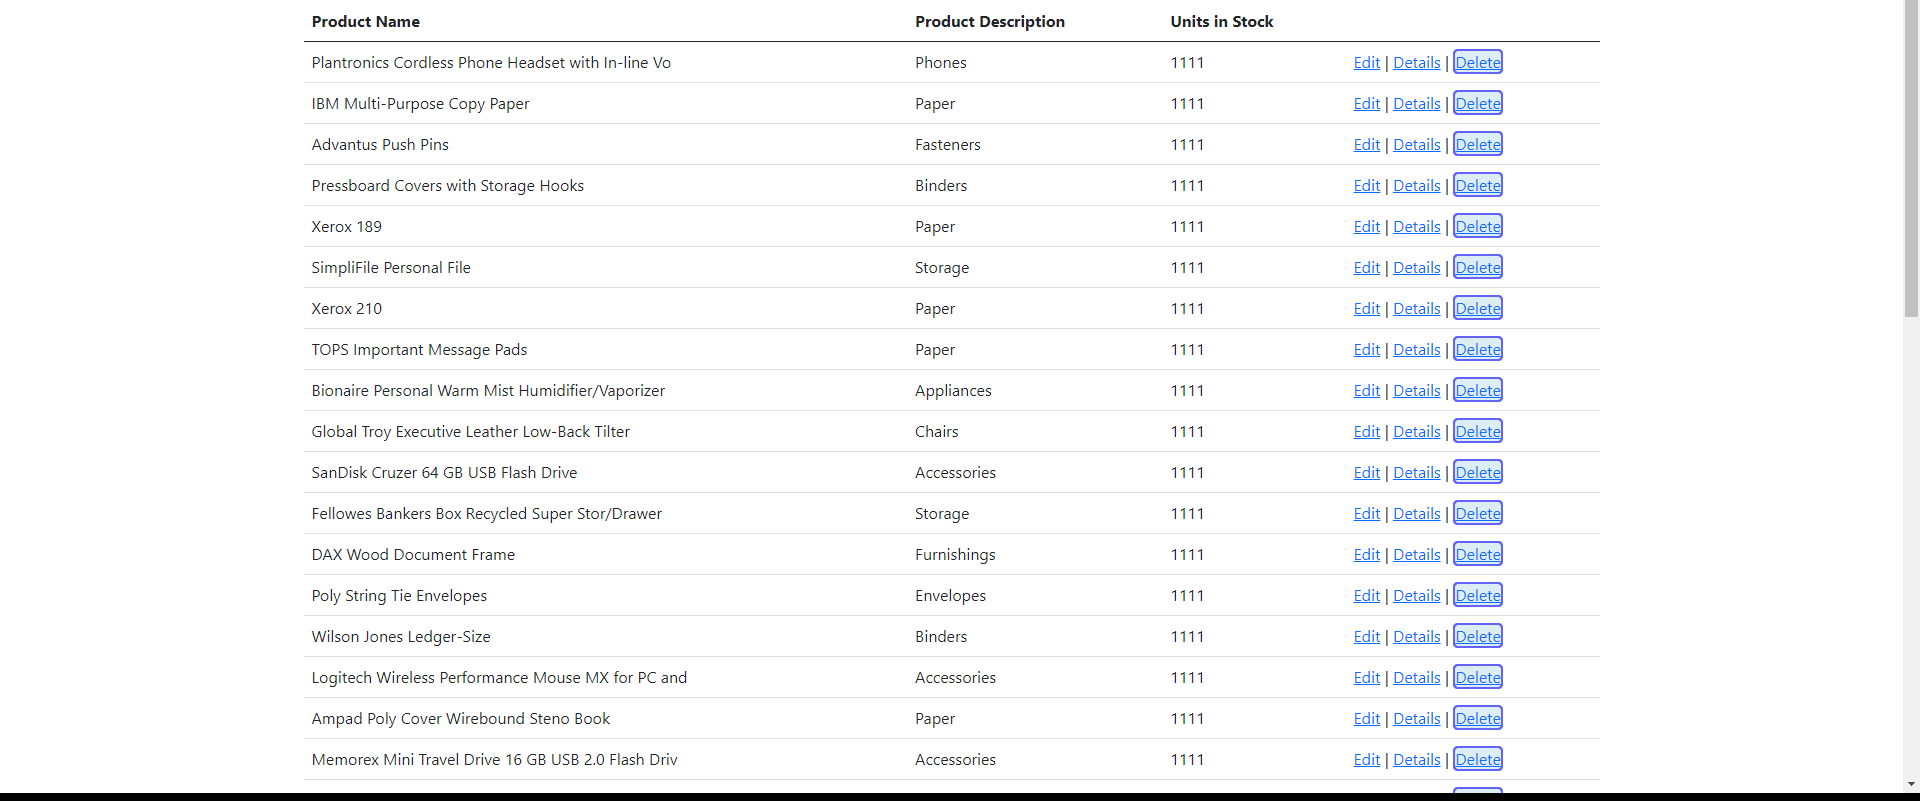 Product Name Product Description Units in Stock
Plantronics Cordless Phone Headset with In-line Vo Phones 1111 Edit | Details | Delete
IBM Multi-Purpose Copy Paper Paper 1111 Edit | Details | Delete
Advantus Push Pins Fasteners 1111 Edit | Details | Delete
Pressboard Covers with Storage Hooks Binders 1111 Edit | Details | Delete
Xerox 189 Paper 1111 Edit | Details | Delete
SimpliFile Personal File Storage 1111 Edit | Details | Delete
Xerox 210 Paper 1111 Edit | Details | Delete
TOPS Important Message Pads Paper 1111 Edit | Details | Delete
Bionaire Personal Warm Mist Humidifier/Vaporizer Appliances 1111 Edit | Details | Delete
Global Troy Executive Leather Low-Back Tilter Chairs 1111 Edit | Details | Delete
SanDisk Cruzer 64 GB USB Flash Drive Accessories 1111 Edit | Details | Delete
Fellowes Bankers Box Recycled Super Stor/Drawer Storage 1111 Edit | Details | Delete
DAX Wood Document Frame Furnishings 1111 Edit | Details | Delete
Poly String Tie Envelopes Envelopes 1111 Edit | Details | Delete
Wilson Jones Ledger-Size Binders 1111 Edit | Details | Delete
Logitech Wireless Performance Mouse MX for PC and Accessories 1111 Edit | Details | Delete
Ampad Poly Cover Wirebound Steno Book Paper 1111 Edit | Details | Delete
Memorex Mini Travel Drive 16 GB USB 2.0 Flash Driv Accessories 1111 Edit | Details | Delete